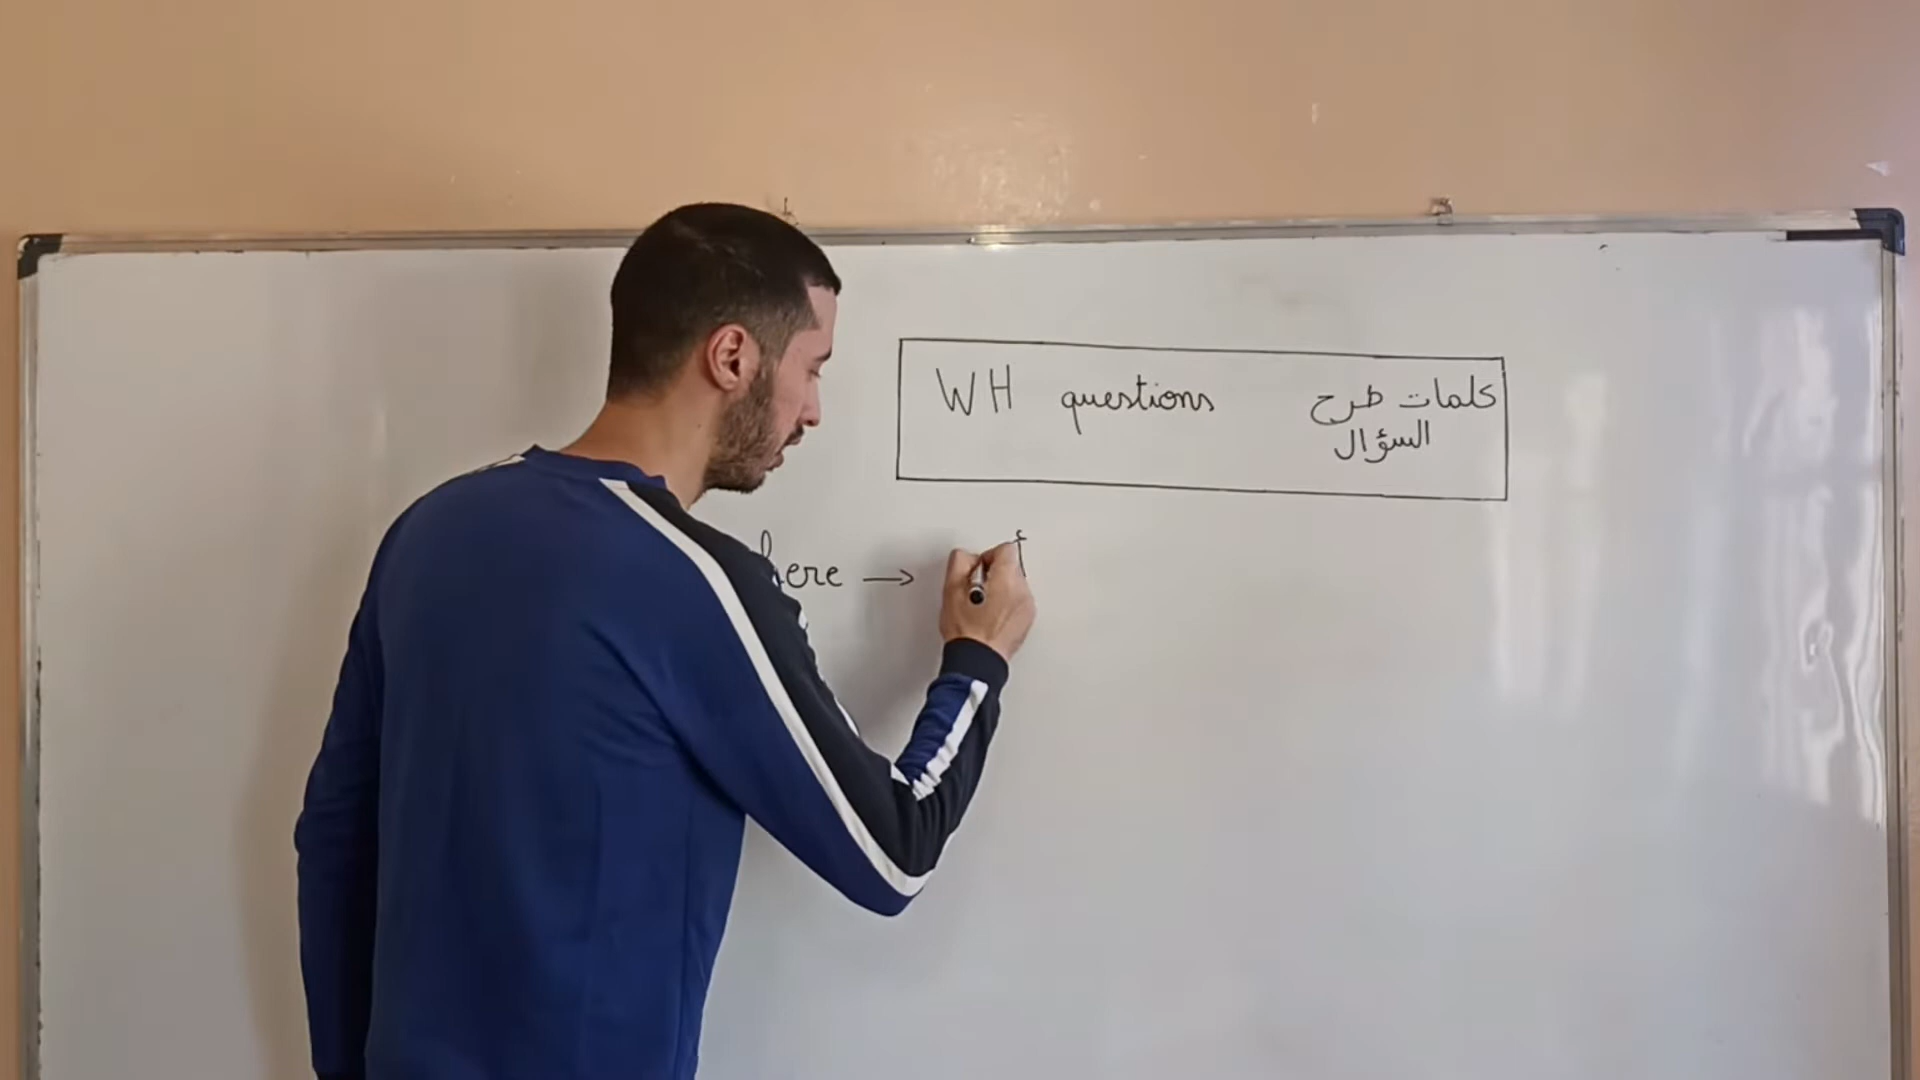 WH questions كلمات طرح
السؤال
here → أ